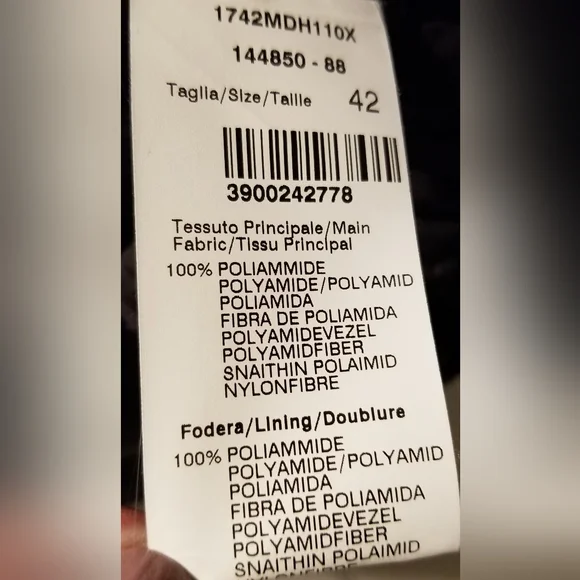 1742MDH110X
144850 - 88
Taglia/Size/Taille 42
3900242778
Tessuto Principale/Main
Fabric/Tissu Principal
100% POLIAMMIDE
POLYAMIDE/POLYAMID
POLIAMIDA
FIBRA DE POLIAMIDA
POLYAMIDEVEZEL
POLYAMIDFIBER
SNAITHIN POLAIMID
NYLONFIBRE
Fodera/Lining/Doublure
100% POLIAMMIDE
POLYAMIDE/POLYAMID
POLIAMIDA
FIBRA DE POLIAMIDA
POLYAMIDEVEZEL
POLYAMIDFIBER
SNAITHIN POLAIMID
NYLONFIBRE